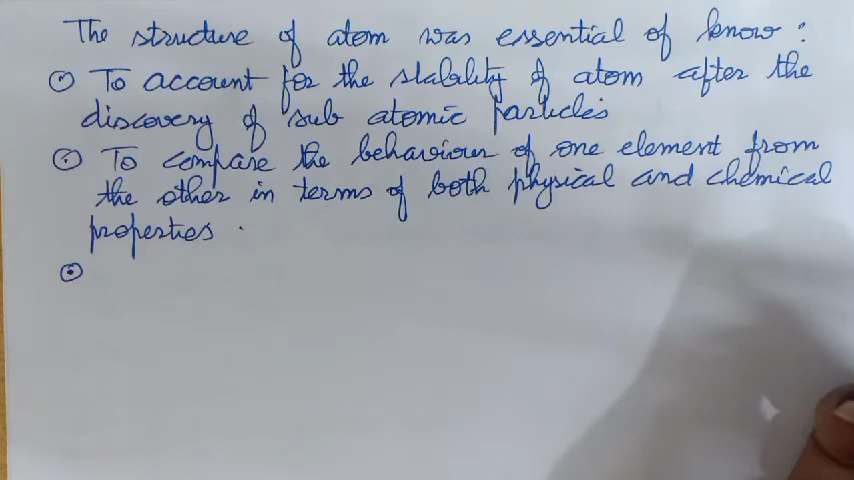 The structure of atom was essential of know :
⊙ To account for the stability of atom after the
discovery of sub atomic particles
⊙ To compare the behaviour of one element from
the other in terms of both physical and chemical
properties .
⊙